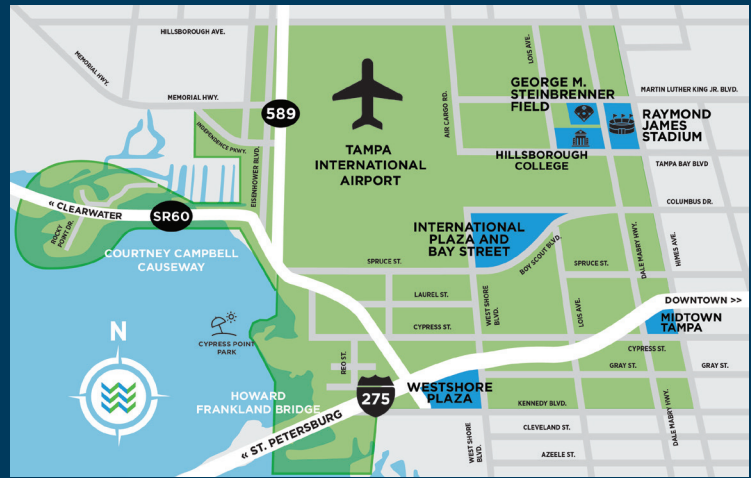 HILLSBOROUGH AVE.
MEMORIAL HWY.
MEMORIAL HWY.
589
INDEPENDENCE PKWY.
EISENHOWER BLVD.
TAMPA
INTERNATIONAL
AIRPORT
AIR CARGO RD.
LOIS AVE.
GEORGE M.
STEINBRENNER
FIELD
HILLSBOROUGH
COLLEGE
MARTIN LUTHER KING JR. BLVD.
RAYMOND
JAMES
STADIUM
TAMPA BAY BLVD
COLUMBUS DR.
« CLEARWATER
SR60
ROCKY
POINT DR.
COURTNEY CAMPBELL
CAUSEWAY
INTERNATIONAL
PLAZA AND
BAY STREET
BOY SCOUT BLVD.
SPRUCE ST.
SPRUCE ST.
DALE MABRY HWY.
HIMES AVE.
LAUREL ST.
WEST SHORE
BLVD.
LOIS AVE.
DOWNTOWN >>
MIDTOWN
TAMPA
CYPRESS ST.
CYPRESS ST.
N
CYPRESS POINT
PARK
REO ST.
GRAY ST.
GRAY ST.
HOWARD
FRANKLAND BRIDGE
275
WESTSHORE
PLAZA
KENNEDY BLVD.
« ST. PETERSBURG
WEST SHORE
BLVD.
CLEVELAND ST.
DALE MABRY HWY.
AZEELE ST.